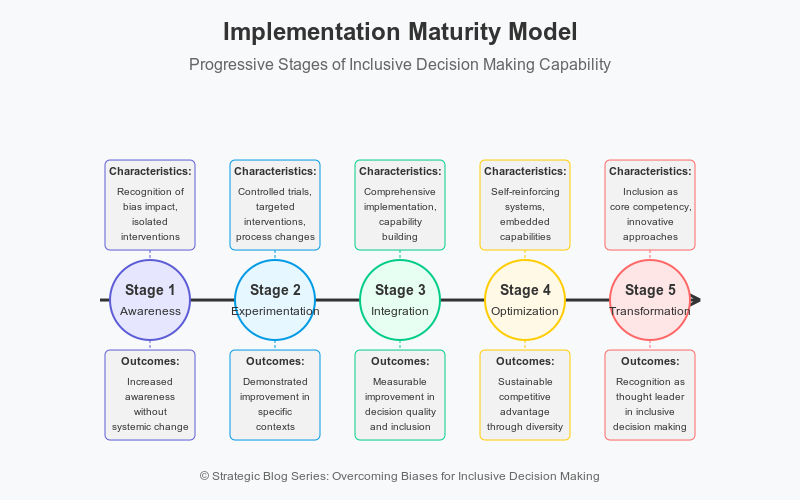 Implementation Maturity Model
Progressive Stages of Inclusive Decision Making Capability
Characteristics:
Recognition of
bias impact,
isolated
interventions
Characteristics:
Controlled trials,
targeted
interventions,
process changes
Characteristics:
Comprehensive
implementation,
capability
building
Characteristics:
Self-reinforcing
systems,
embedded
capabilities
Characteristics:
Inclusion as
core competency,
innovative
approaches
Stage 1
Awareness
Stage 2
Experimentation
Stage 3
Integration
Stage 4
Optimization
Stage 5
Transformation
Outcomes:
Increased
awareness
without
systemic change
Outcomes:
Demonstrated
improvement in
specific
contexts
Outcomes:
Measurable
improvement in
decision quality
and inclusion
Outcomes:
Sustainable
competitive
advantage
through diversity
Outcomes:
Recognition as
thought leader
in inclusive
decision making
© Strategic Blog Series: Overcoming Biases for Inclusive Decision Making